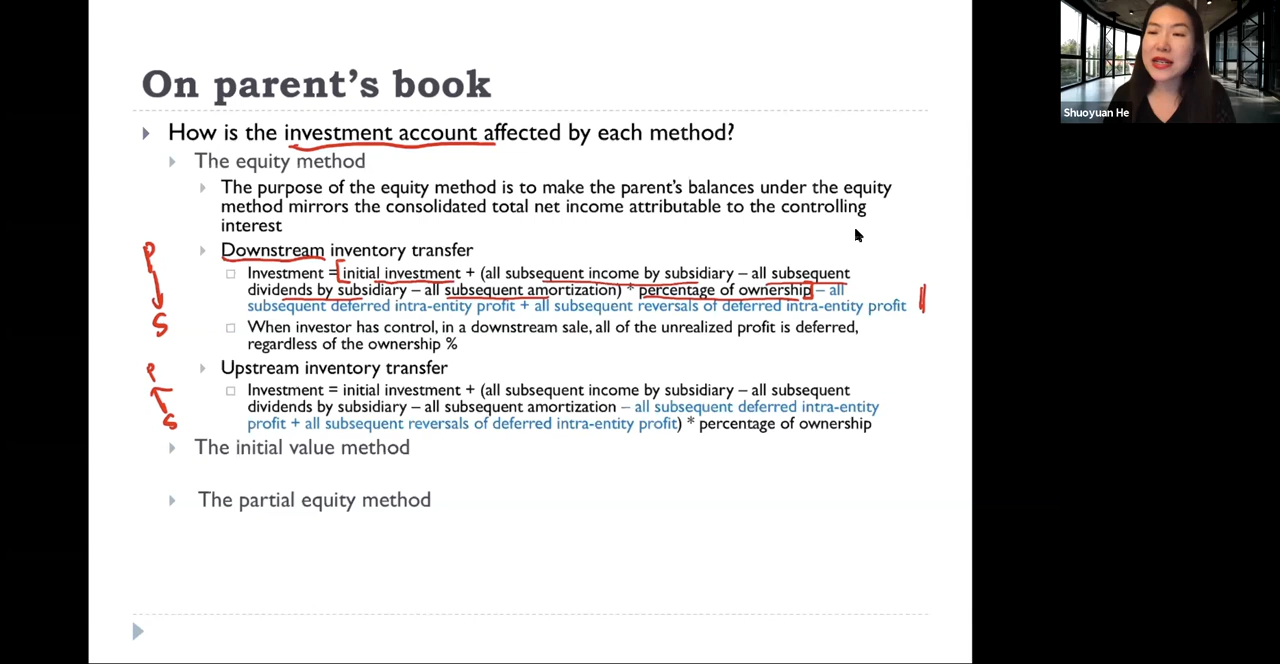 On parent's book
How is the investment account affected by each method?
The equity method
The purpose of the equity method is to make the parent's balances under the equity
method mirrors the consolidated total net income attributable to the controlling
interest
P
S
Downstream inventory transfer
Investment = initial investment + (all subsequent income by subsidiary – all subsequent
dividends by subsidiary – all subsequent amortization) * percentage of ownership – all
subsequent deferred intra-entity profit + all subsequent reversals of deferred intra-entity profit
When investor has control, in a downstream sale, all of the unrealized profit is deferred,
regardless of the ownership %
P
S
Upstream inventory transfer
Investment = initial investment + (all subsequent income by subsidiary – all subsequent
dividends by subsidiary – all subsequent amortization – all subsequent deferred intra-entity
profit + all subsequent reversals of deferred intra-entity profit) * percentage of ownership
The initial value method
The partial equity method
Shuoyuan He